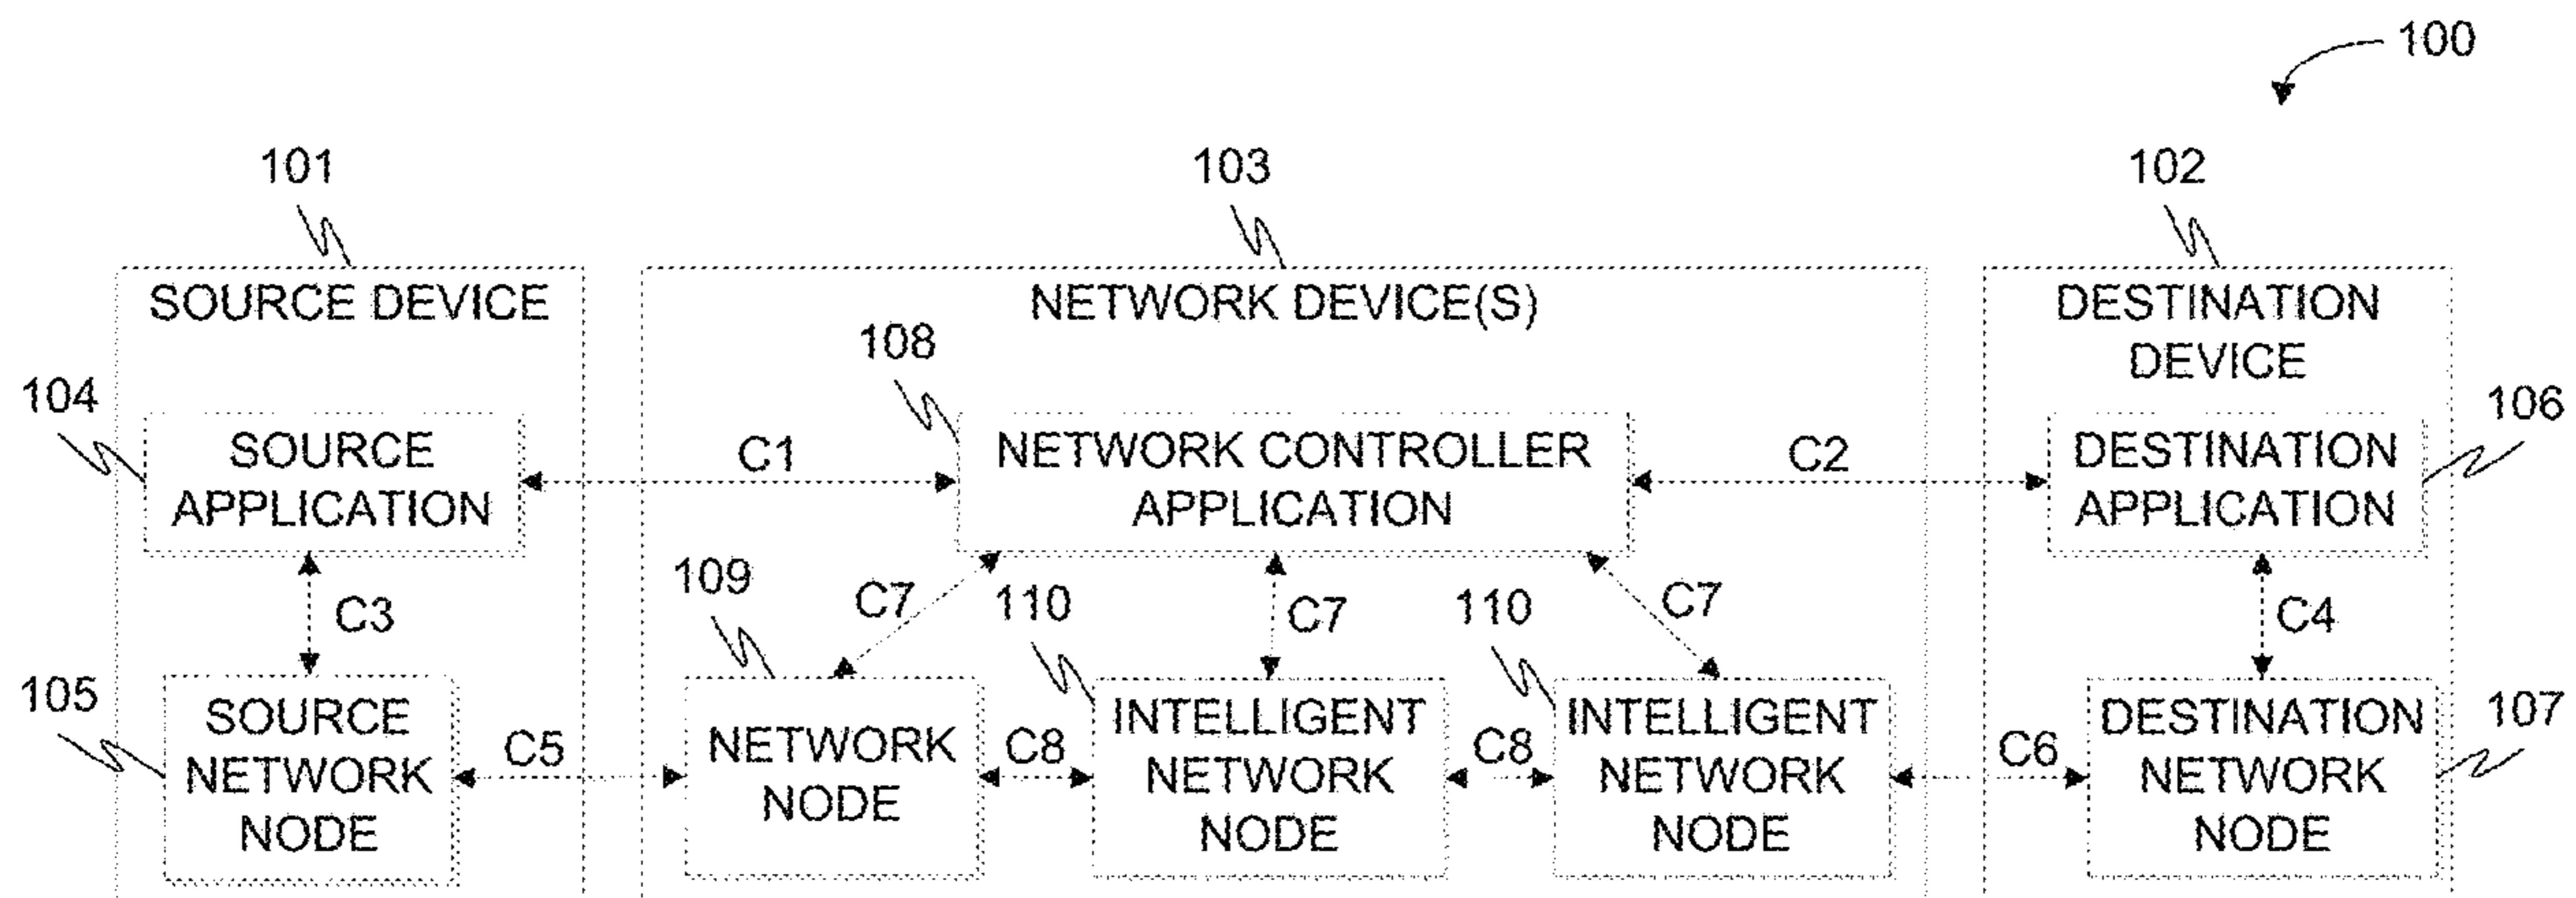 100
101
103
102
SOURCE DEVICE
NETWORK DEVICE(S)
DESTINATION
DEVICE
108
104
106
SOURCE
APPLICATION
C1
NETWORK CONTROLLER
APPLICATION
C2
DESTINATION
APPLICATION
C3
109
C7
110
C7
110
C7
C4
105
107
SOURCE
NETWORK
NODE
C5
NETWORK
NODE
C8
INTELLIGENT
NETWORK
NODE
C8
INTELLIGENT
NETWORK
NODE
C6
DESTINATION
NETWORK
NODE